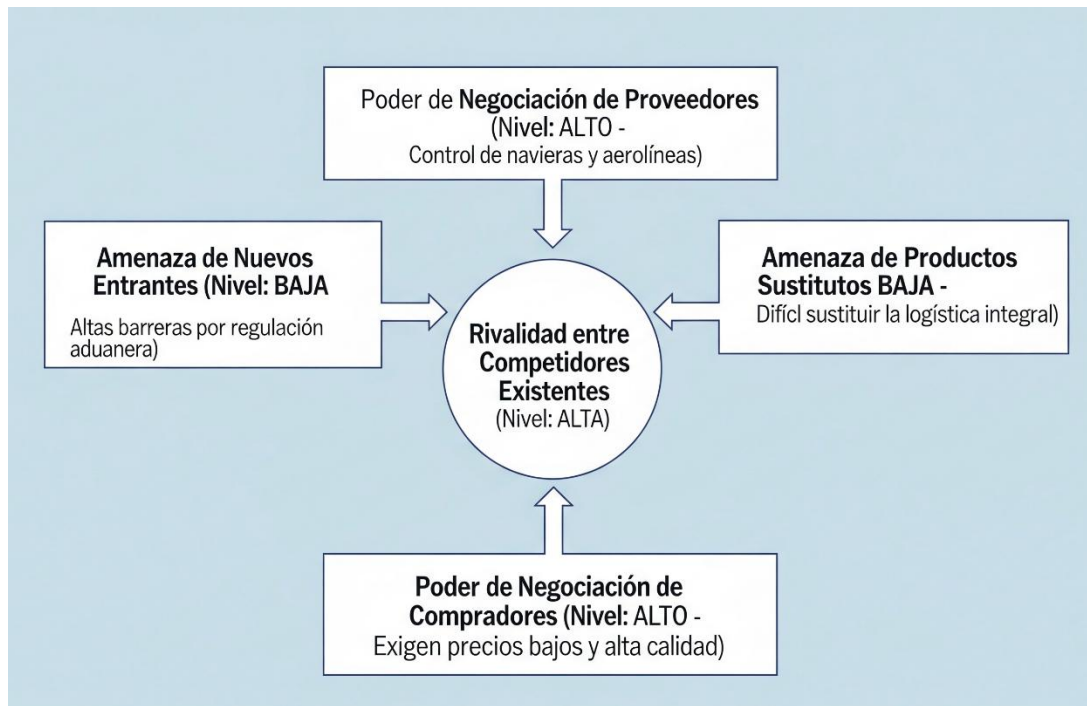 Poder de Negociación de Proveedores
(Nivel: ALTO -
Control de navieras y aerolíneas)
Amenaza de Nuevos
Entrantes (Nivel: BAJA
Altas barreras por regulación
aduanera)
Rivalidad entre
Competidores
Existentes
(Nivel: ALTA)
Amenaza de Productos
Sustitutos BAJA -
Difícl sustituir la logística integral)
Poder de Negociación de
Compradores (Nivel: ALTO -
Exigen precios bajos y alta calidad)